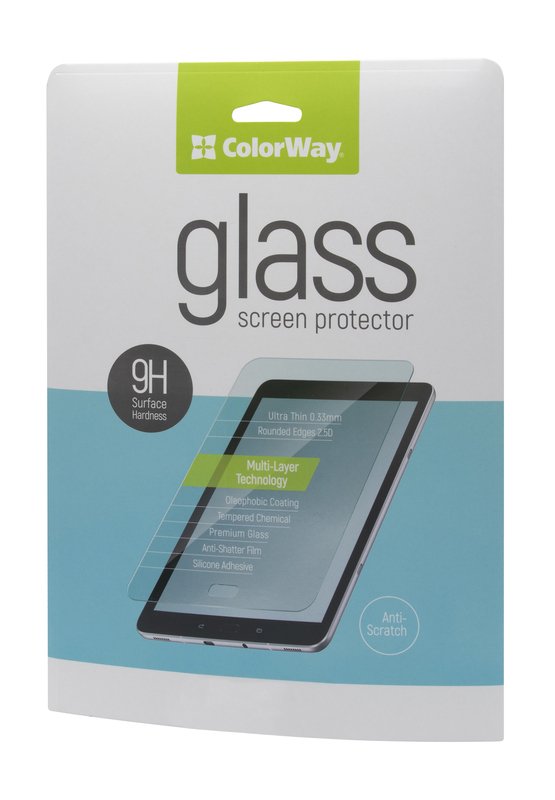 ColorWay®
glass
screen protector
9H
Surface
Hardness
Ultra Thin 0.33mm
Rounded Edges 2.5D
Multi-Layer
Technology
Oleophobic Coating
Tempered Chemical
Premium Glass
Anti-Shatter Film
Silicone Adhesive
Anti-
Scratch